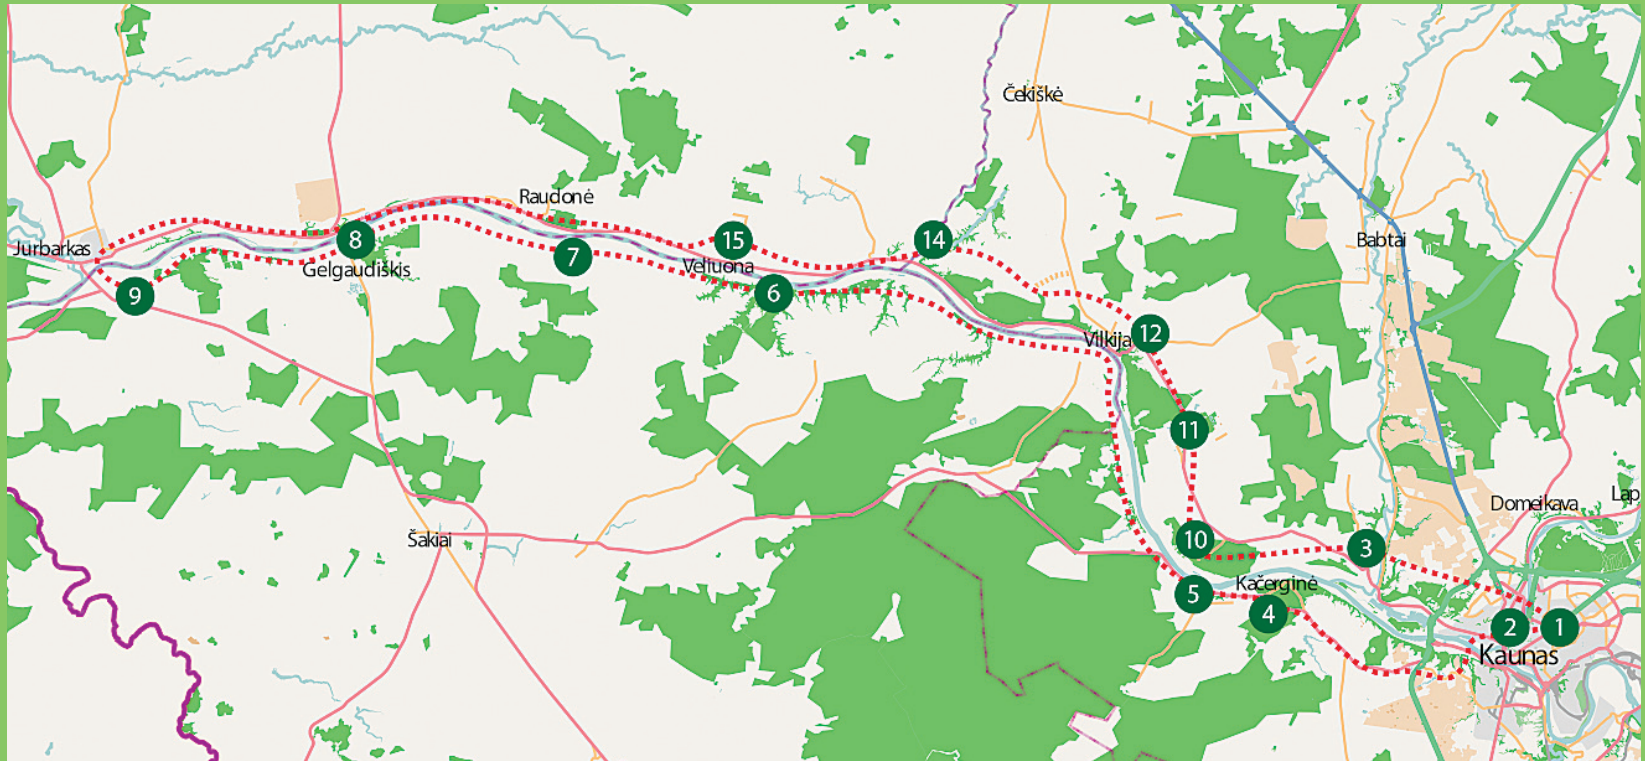 Čekiškė
Raudonė
Babtai
8
15
14
Jurbarkas
7
Veliuona
Gelgaudiškis
9
6
12
Vilkija
11
Domeikava
Lap
Šakiai
10
3
5
Kačerginė
4
2
1
Kaunas